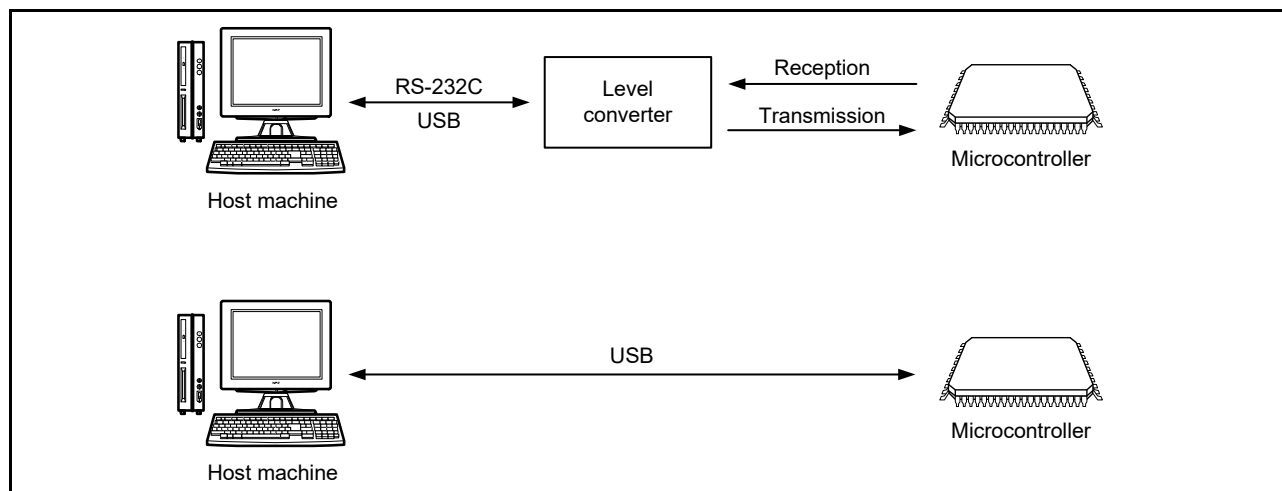 RS-232C
USB
Level
converter
Reception
Transmission
Host machine
Microcontroller
USB
Host machine
Microcontroller